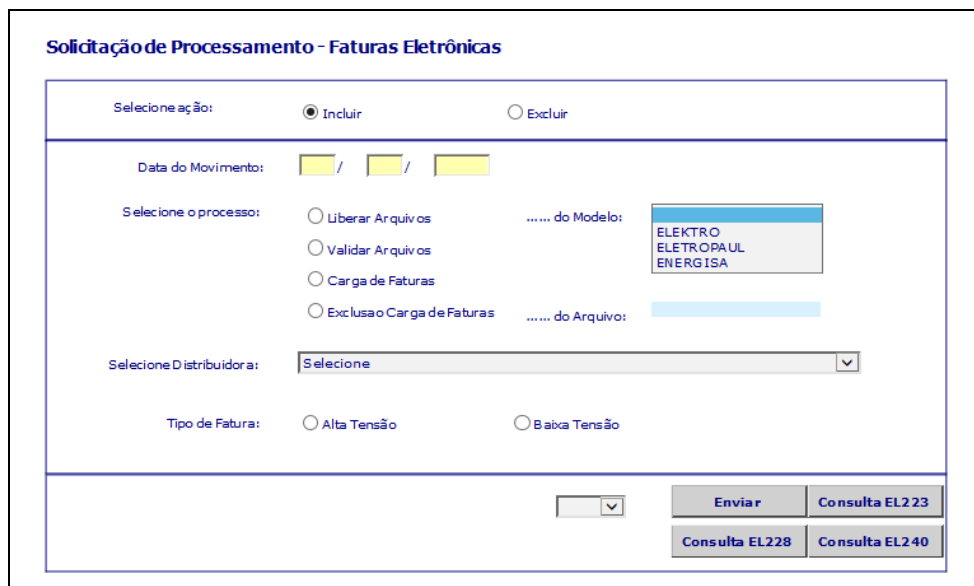 Solicitação de Processamento - Faturas Eletrônicas
Selecione ação: Incluir Excluir
Data do Movimento: / /
Selecione o processo: Liberar Arquivos ...... do Modelo:
ELEKTRO
ELETROPAUL
ENERGISA
Validar Arquivos
Carga de Faturas
Exclusao Carga de Faturas ...... do Arquivo:
Selecione Distribuidora: Selecione
Tipo de Fatura: Alta Tensão Baixa Tensão
Enviar Consulta EL223
Consulta EL228 Consulta EL240